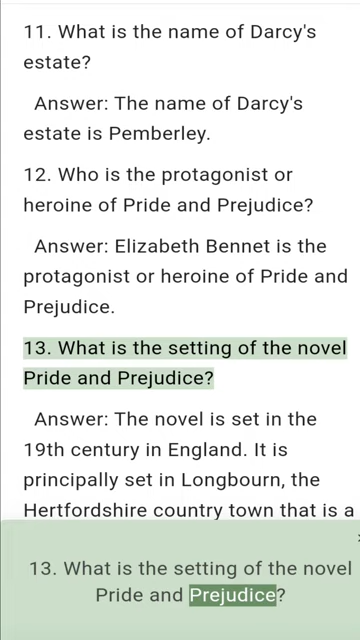 11. What is the name of Darcy's
estate?
Answer: The name of Darcy's
estate is Pemberley.
12. Who is the protagonist or
heroine of Pride and Prejudice?
Answer: Elizabeth Bennet is the
protagonist or heroine of Pride and
Prejudice.
13. What is the setting of the novel
Pride and Prejudice?
Answer: The novel is set in the
19th century in England. It is
principally set in Longbourn, the
Hertfordshire country town that is a
13. What is the setting of the novel
Pride and Prejudice?